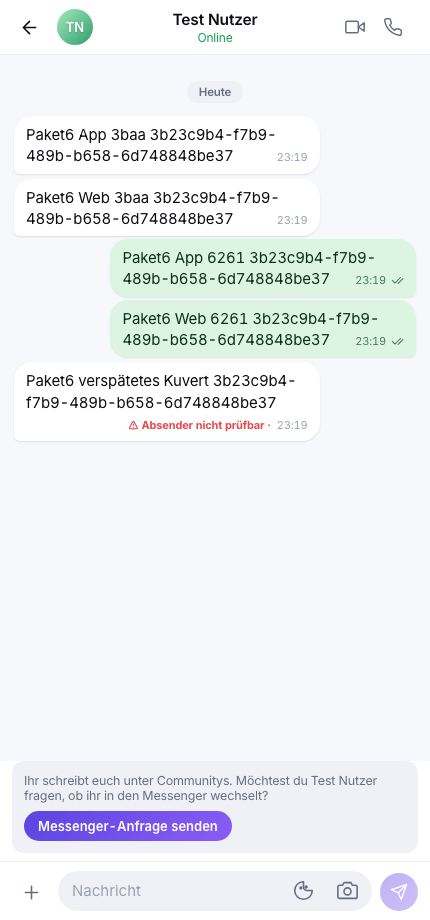 TN
Test Nutzer
Online
Heute
Paket6 App 3baa 3b23c9b4-f7b9-
489b-b658-6d748848be37 23:19
Paket6 Web 3baa 3b23c9b4-f7b9-
489b-b658-6d748848be37 23:19
Paket6 App 6261 3b23c9b4-f7b9-
489b-b658-6d748848be37 23:19
Paket6 Web 6261 3b23c9b4-f7b9-
489b-b658-6d748848be37 23:19
Paket6 verspätetes Kuvert 3b23c9b4-
f7b9-489b-b658-6d748848be37
Absender nicht prüfbar · 23:19
Ihr schreibt euch unter Communitys. Möchtest du Test Nutzer
fragen, ob ihr in den Messenger wechselt?
Messenger-Anfrage senden
Nachricht